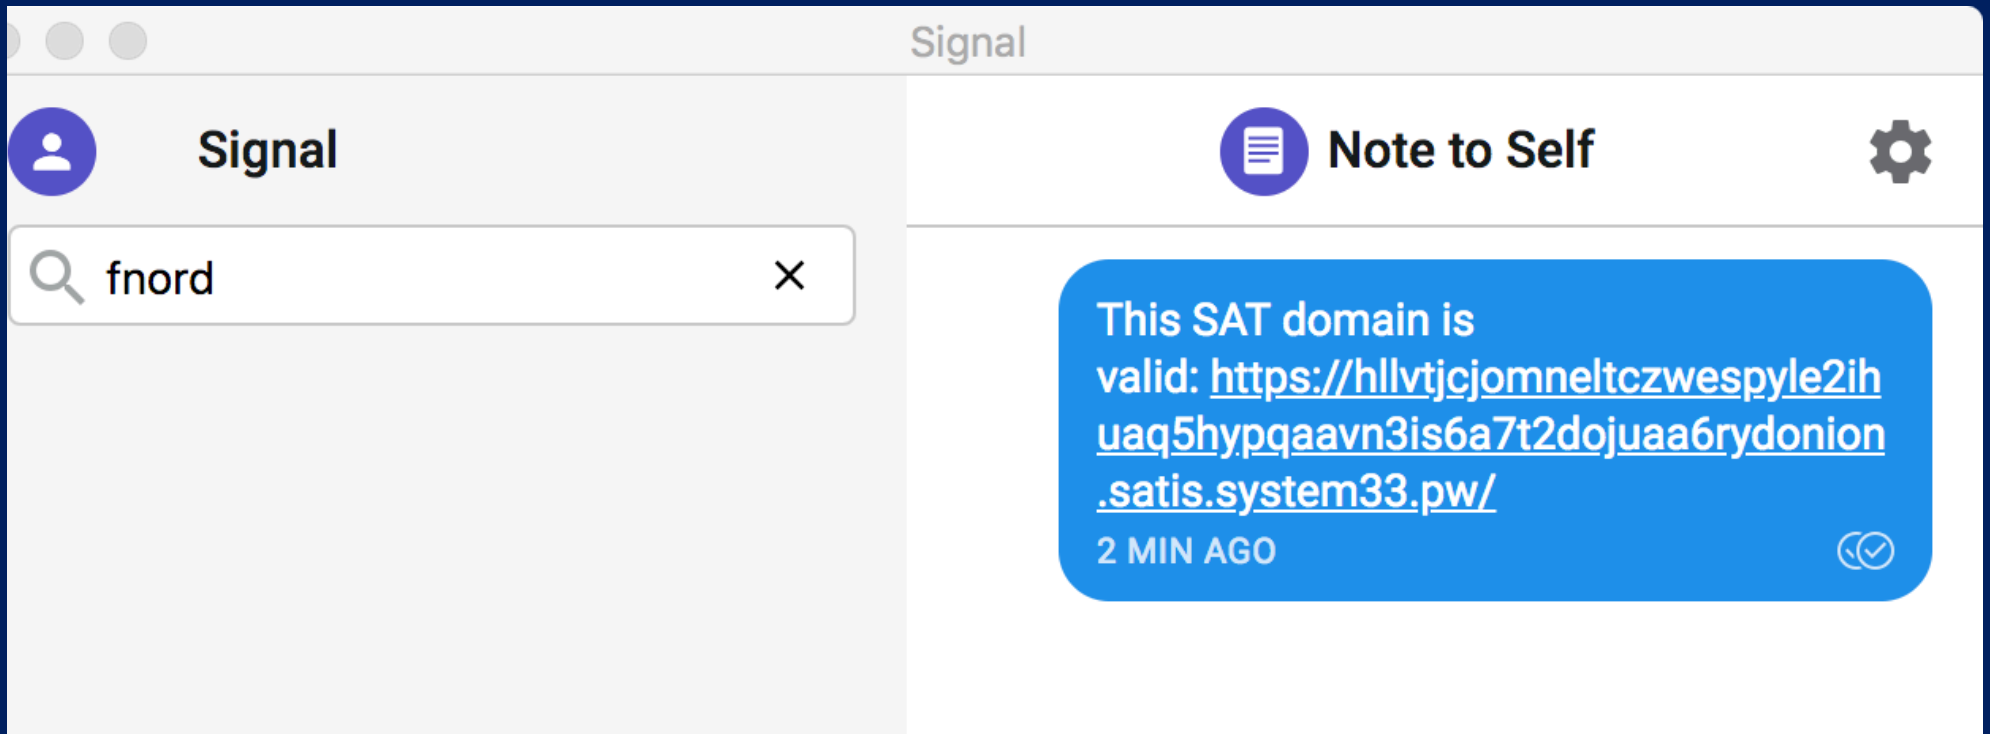 Signal
Signal
fnord
Note to Self
This SAT domain is
valid: https://hllvtjcjomneltczwespyle2ih
uaq5hypqaavn3is6a7t2dojuaa6rydonion
.satis.system33.pw/
2 MIN AGO